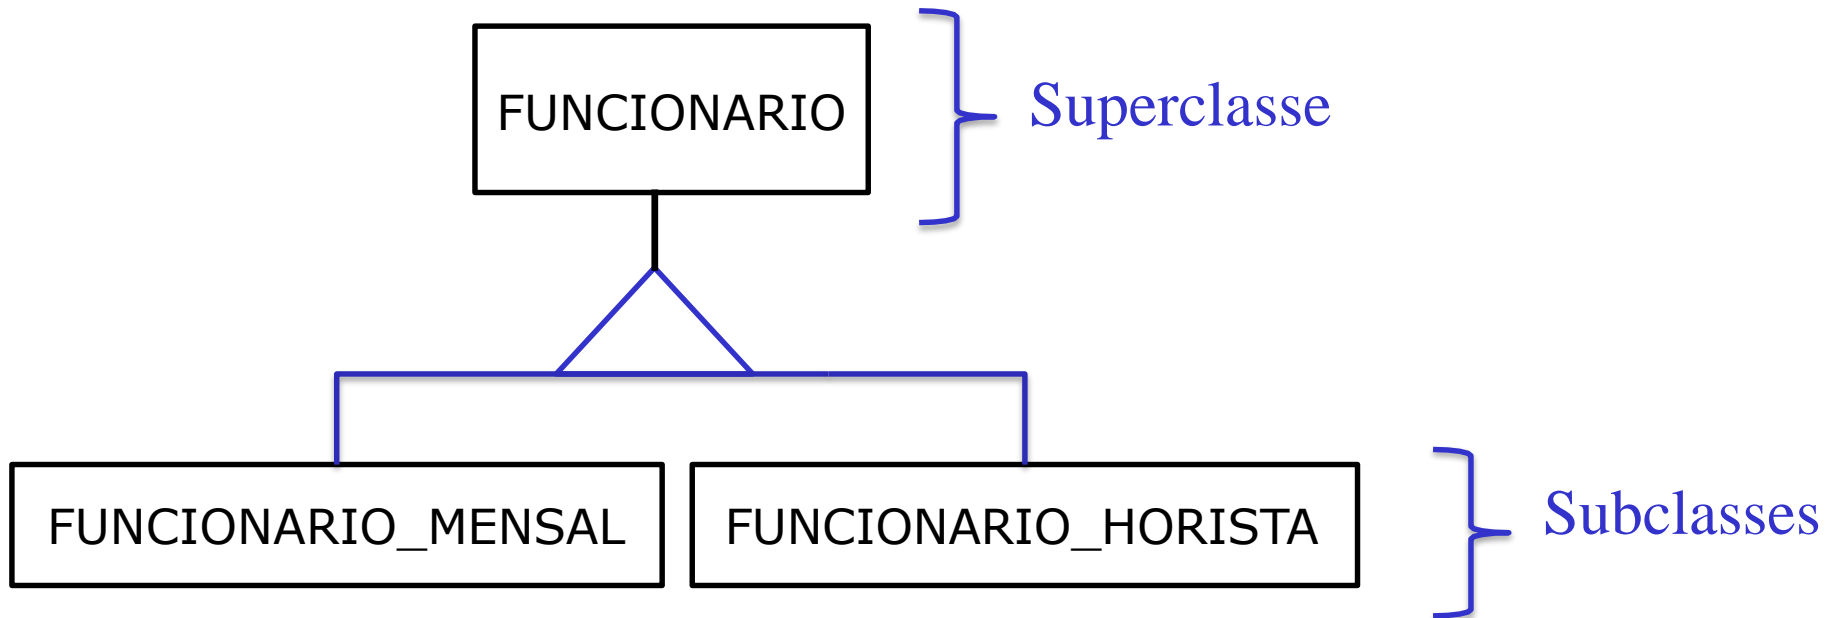 FUNCIONARIO
Superclasse
FUNCIONARIO_MENSAL
FUNCIONARIO_HORISTA
Subclasses